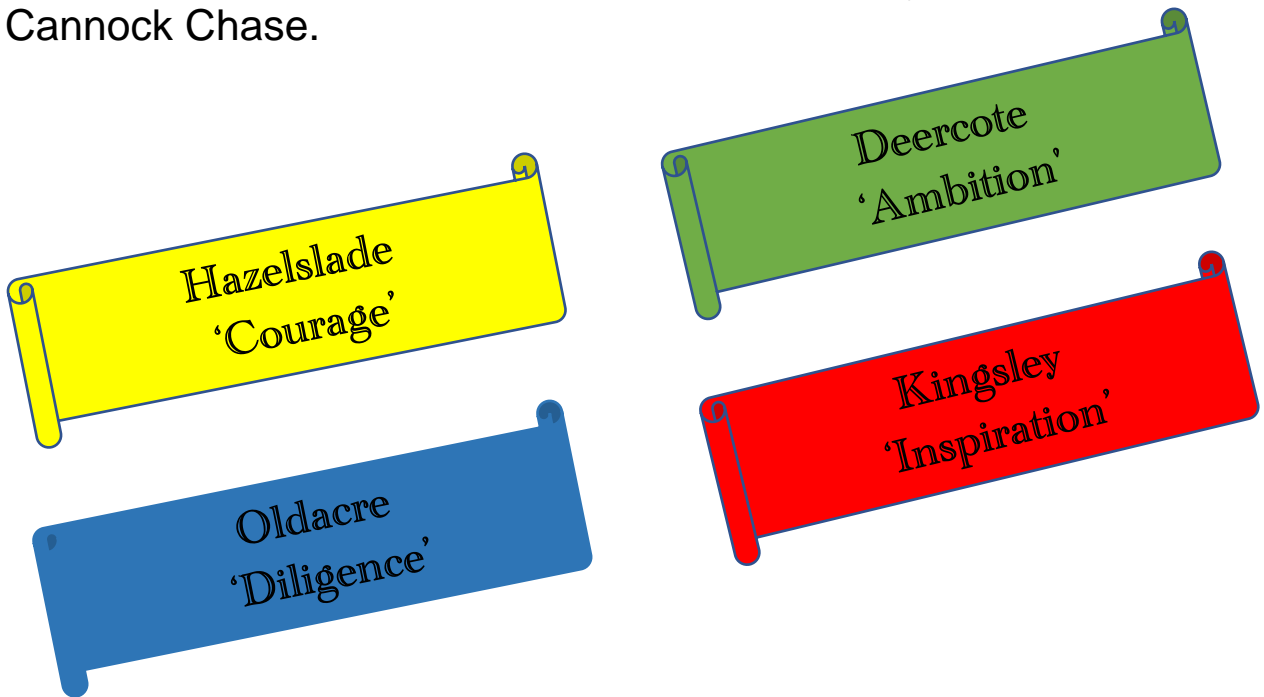 Cannock Chase.
Deercote
‘Ambition’
Hazelslade
‘Courage’
Kingsley
‘Inspiration’
Oldacre
‘Diligence’